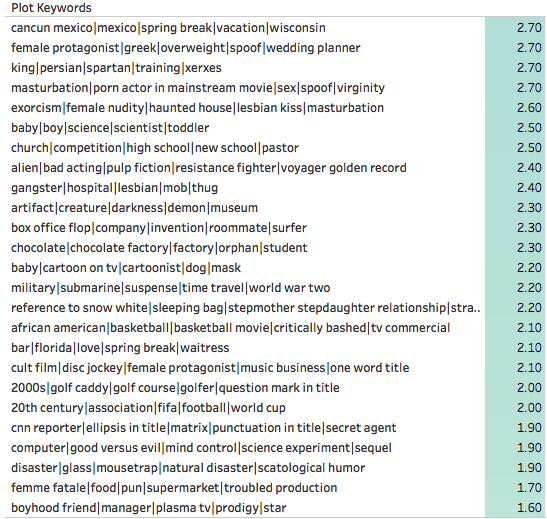 Plot Keywords
cancun mexico|mexico|spring break|vacation|wisconsin 2.70
female protagonist|greek|overweight|spoof|wedding planner 2.70
king|persian|spartan|training|xerxes 2.70
masturbation|porn actor in mainstream movie|sex|spoof|virginity 2.70
exorcism|female nudity|haunted house|lesbian kiss|masturbation 2.60
baby|boy|science|scientist|toddler 2.50
church|competition|high school|new school|pastor 2.50
alien|bad acting|pulp fiction|resistance fighter|voyager golden record 2.40
gangster|hospital|lesbian|mob|thug 2.40
artifact|creature|darkness|demon|museum 2.30
box office flop|company|invention|roommate|surfer 2.30
chocolate|chocolate factory|factory|orphan|student 2.30
baby|cartoon on tv|cartoonist|dog|mask 2.20
military|submarine|suspense|time travel|world war two 2.20
reference to snow white|sleeping bag|stepmother stepdaughter relationship|stra.. 2.20
african american|basketball|basketball movie|critically bashed|tv commercial 2.10
bar|florida|love|spring break|waitress 2.10
cult film|disc jockey|female protagonist|music business|one word title 2.10
2000s|golf caddy|golf course|golfer|question mark in title 2.00
20th century|association|fifa|football|world cup 2.00
cnn reporter|ellipsis in title|matrix|punctuation in title|secret agent 1.90
computer|good versus evil|mind control|science experiment|sequel 1.90
disaster|glass|mousetrap|natural disaster|scatological humor 1.90
femme fatale|food|pun|supermarket|troubled production 1.70
boyhood friend|manager|plasma tv|prodigy|star 1.60